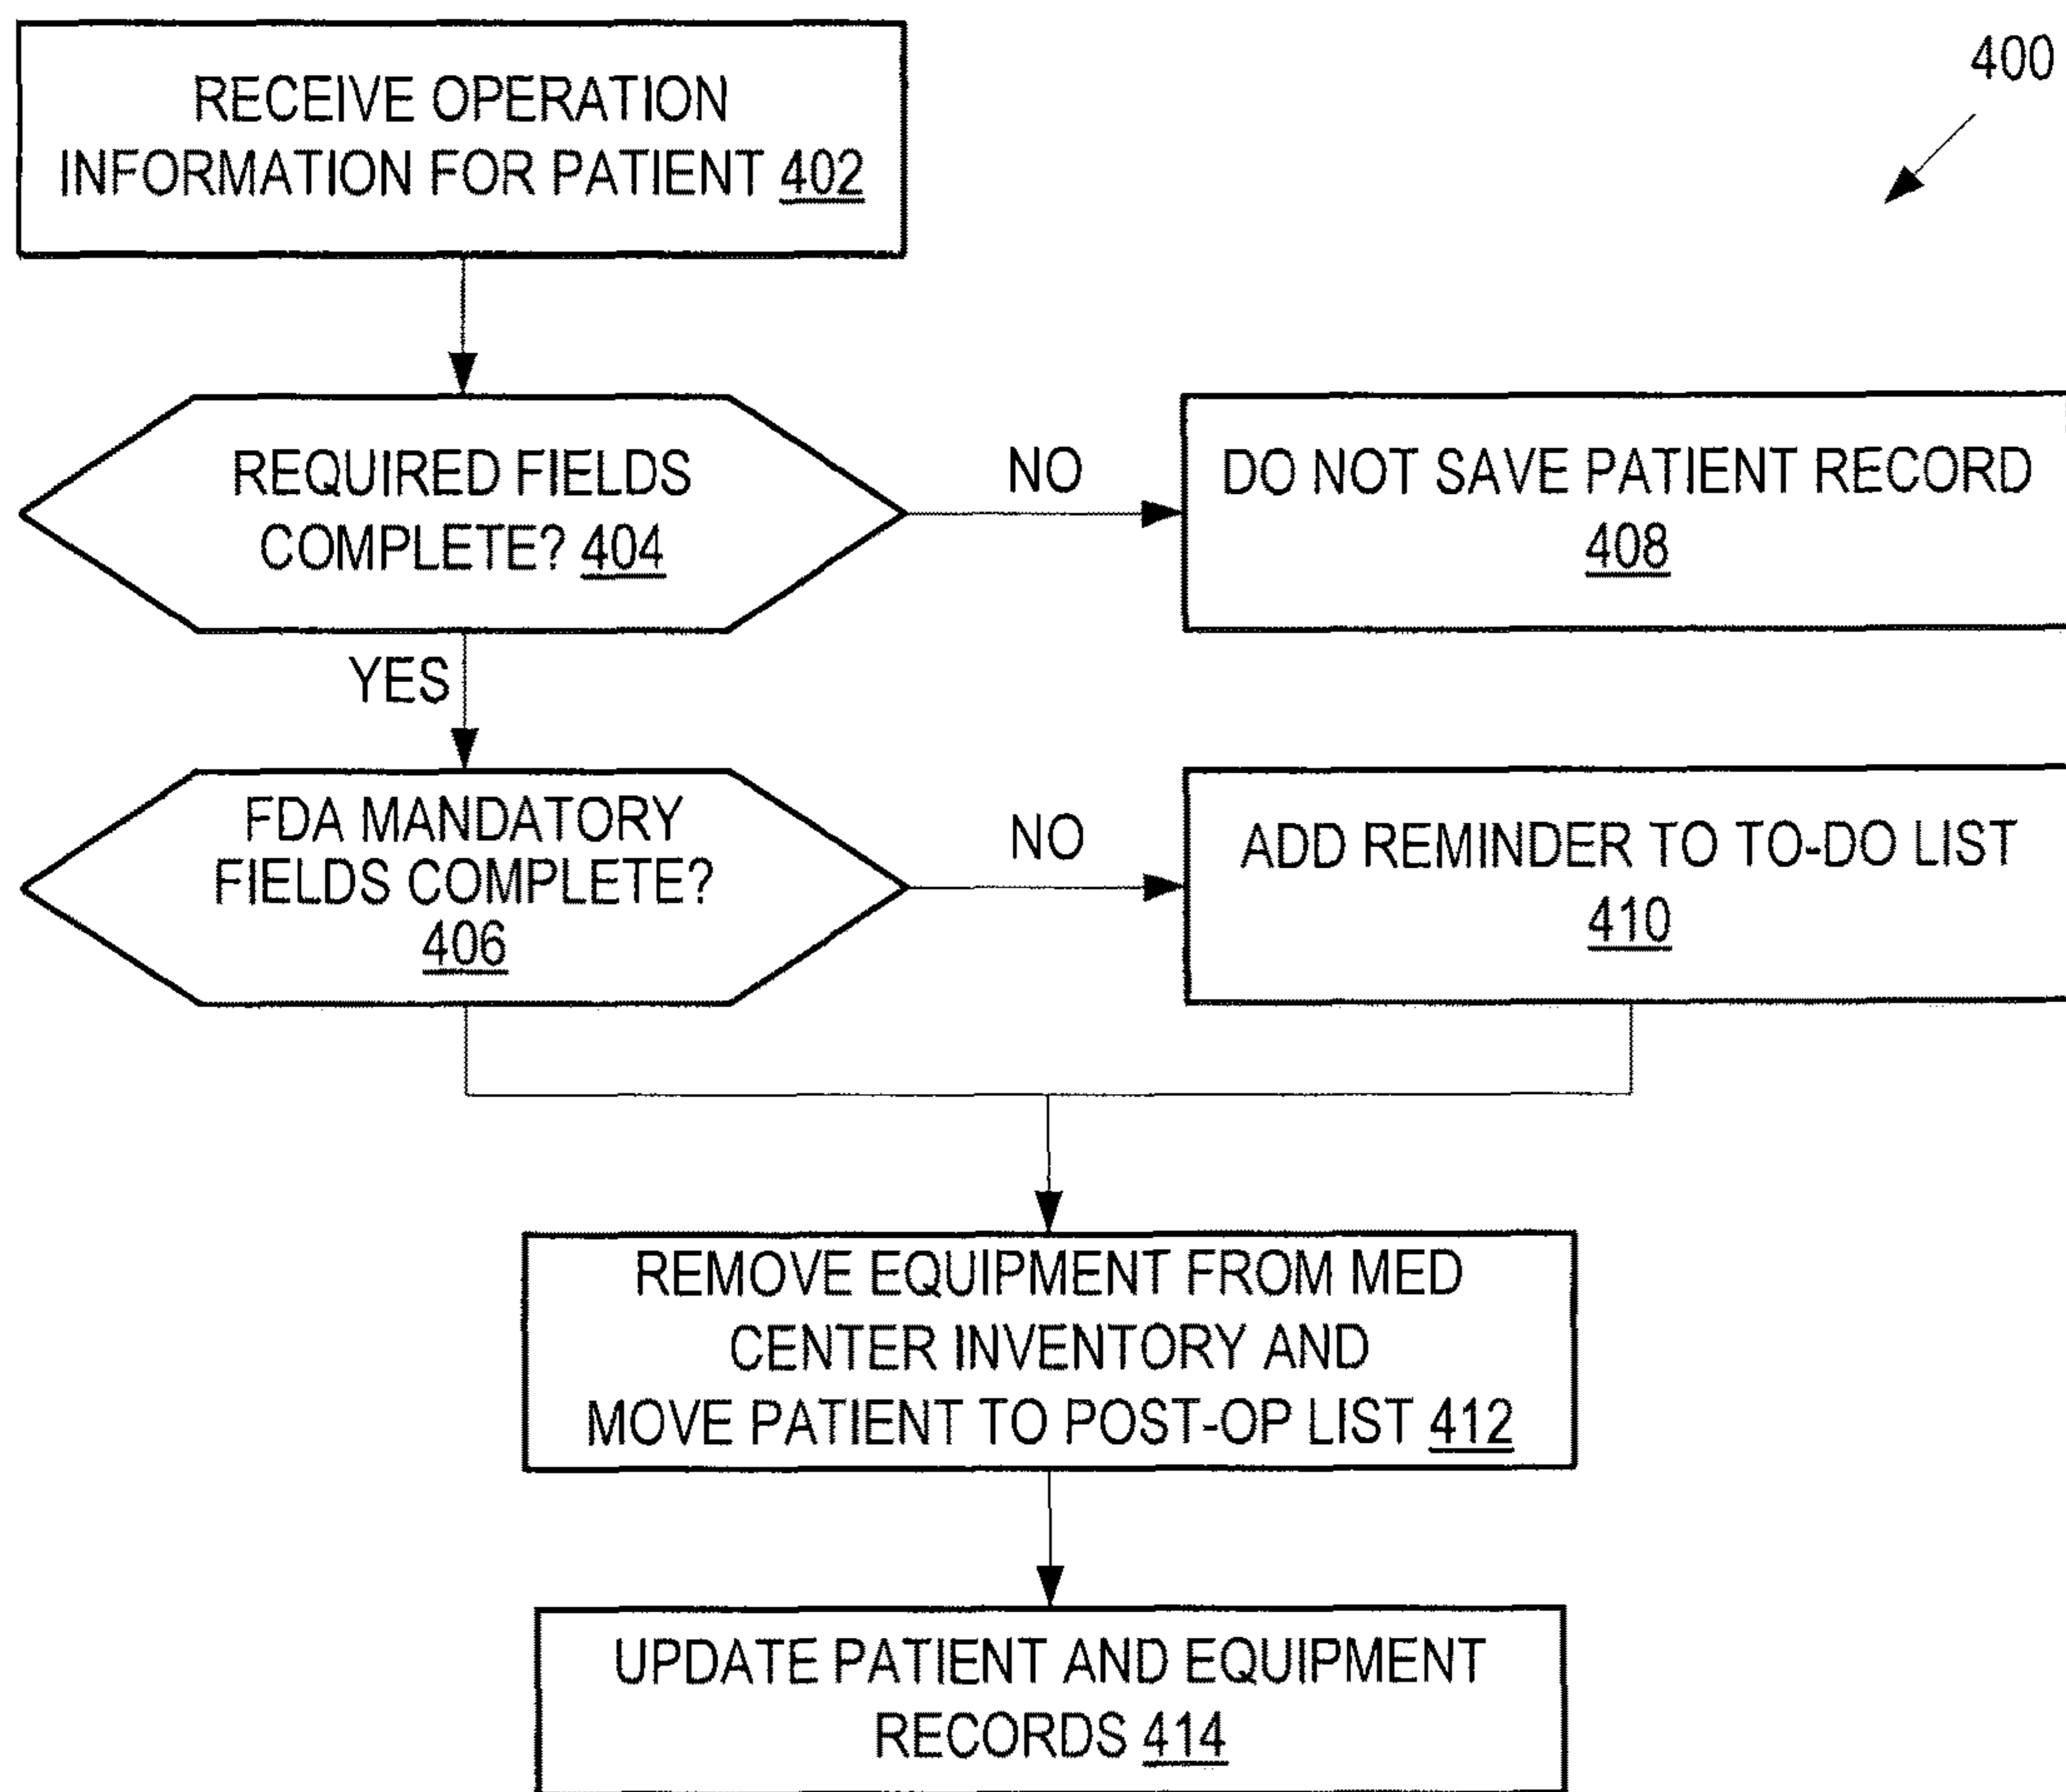 400
RECEIVE OPERATION
INFORMATION FOR PATIENT 402
REQUIRED FIELDS
COMPLETE? 404
NO
DO NOT SAVE PATIENT RECORD
408
YES
FDA MANDATORY
FIELDS COMPLETE?
406
NO
ADD REMINDER TO TO-DO LIST
410
REMOVE EQUIPMENT FROM MED
CENTER INVENTORY AND
MOVE PATIENT TO POST-OP LIST 412
UPDATE PATIENT AND EQUIPMENT
RECORDS 414